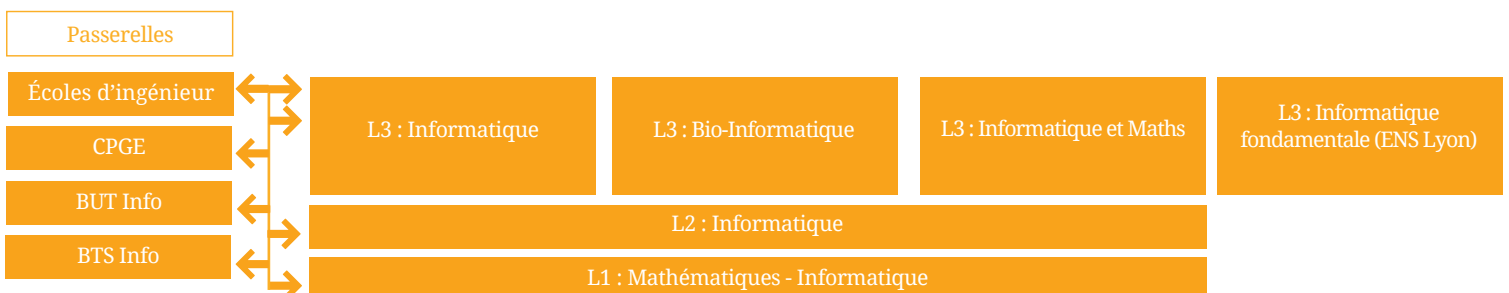 Passerelles
Écoles d’ingénieur
CPGE
BUT Info
BTS Info
L3 : Informatique
L3 : Bio-Informatique
L3 : Informatique et Maths
L3 : Informatique
fondamentale (ENS Lyon)
L2 : Informatique
L1 : Mathématiques - Informatique